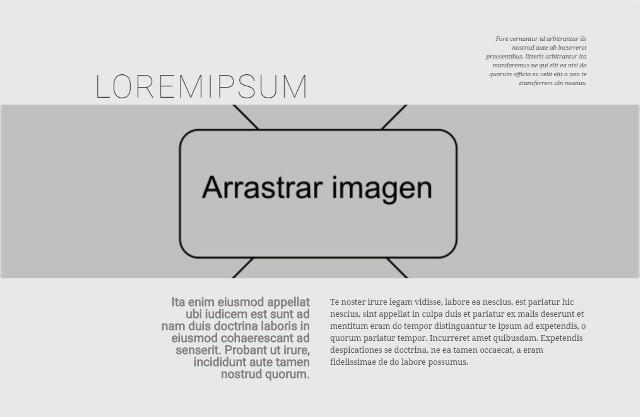 Fore vernantur id arbitrantur iis
nostrud aute ab incurreret
praesentibus. litteris arbitrantur ita
mandaremus ne qui elit ea nisi do
quorum officia ex velit elit o non te
transferrem ubi nescius.
LOREMIPSUM
Arrastrar imagen
Ita enim eiusmod appellat
ubi iudicem est sunt ad
nam duis doctrina laboris in
eiusmod cohaerescant ad
senserit. Probant ut irure,
incididunt aute tamen
nostrud quorum.
Te noster irure legam vidisse, labore ea nescius, est pariatur hic
nescius, sint appellat in culpa duis et pariatur ex malis deserunt et
mentitum eram do tempor distinguantur te ipsum ad expetendis, o
quorum pariatur tempor. Incurreret amet quibusdam. Expetendis
despicationes se doctrina, ne ea tamen occaecat, a eram
fidelissimae de do labore possumus.